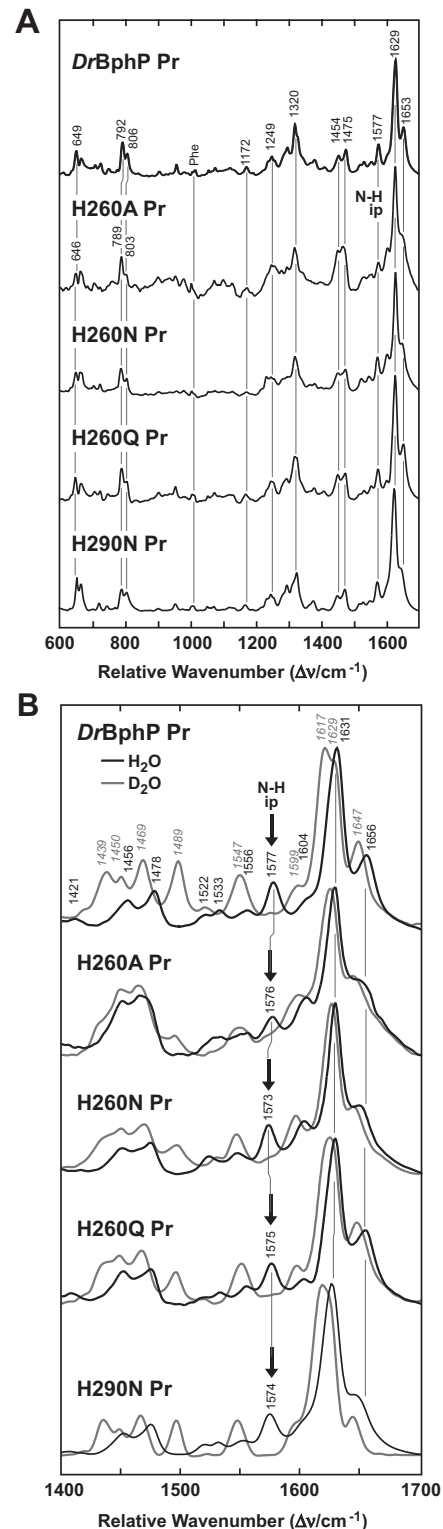 A
DrBphP Pr
649
792
806
Phe
1172
1249
1320
1454
1475
1577
1629
1653
N-H
ip
H260A Pr
646
789
803
H260N Pr
H260Q Pr
H290N Pr
600 800 1000 1200 1400 1600
Relative Wavenumber (Δν/cm-1)
B
DrBphP Pr
H2O
D2O
N-H
ip
1421
1439
1450
1456
1469
1478
1489
1522
1533
1547
1556
1577
1599
1604
1617
1629
1631
1647
1656
H260A Pr
1576
H260N Pr
1573
H260Q Pr
1575
H290N Pr
1574
1400 1500 1600 1700
Relative Wavenumber (Δν/cm-1)